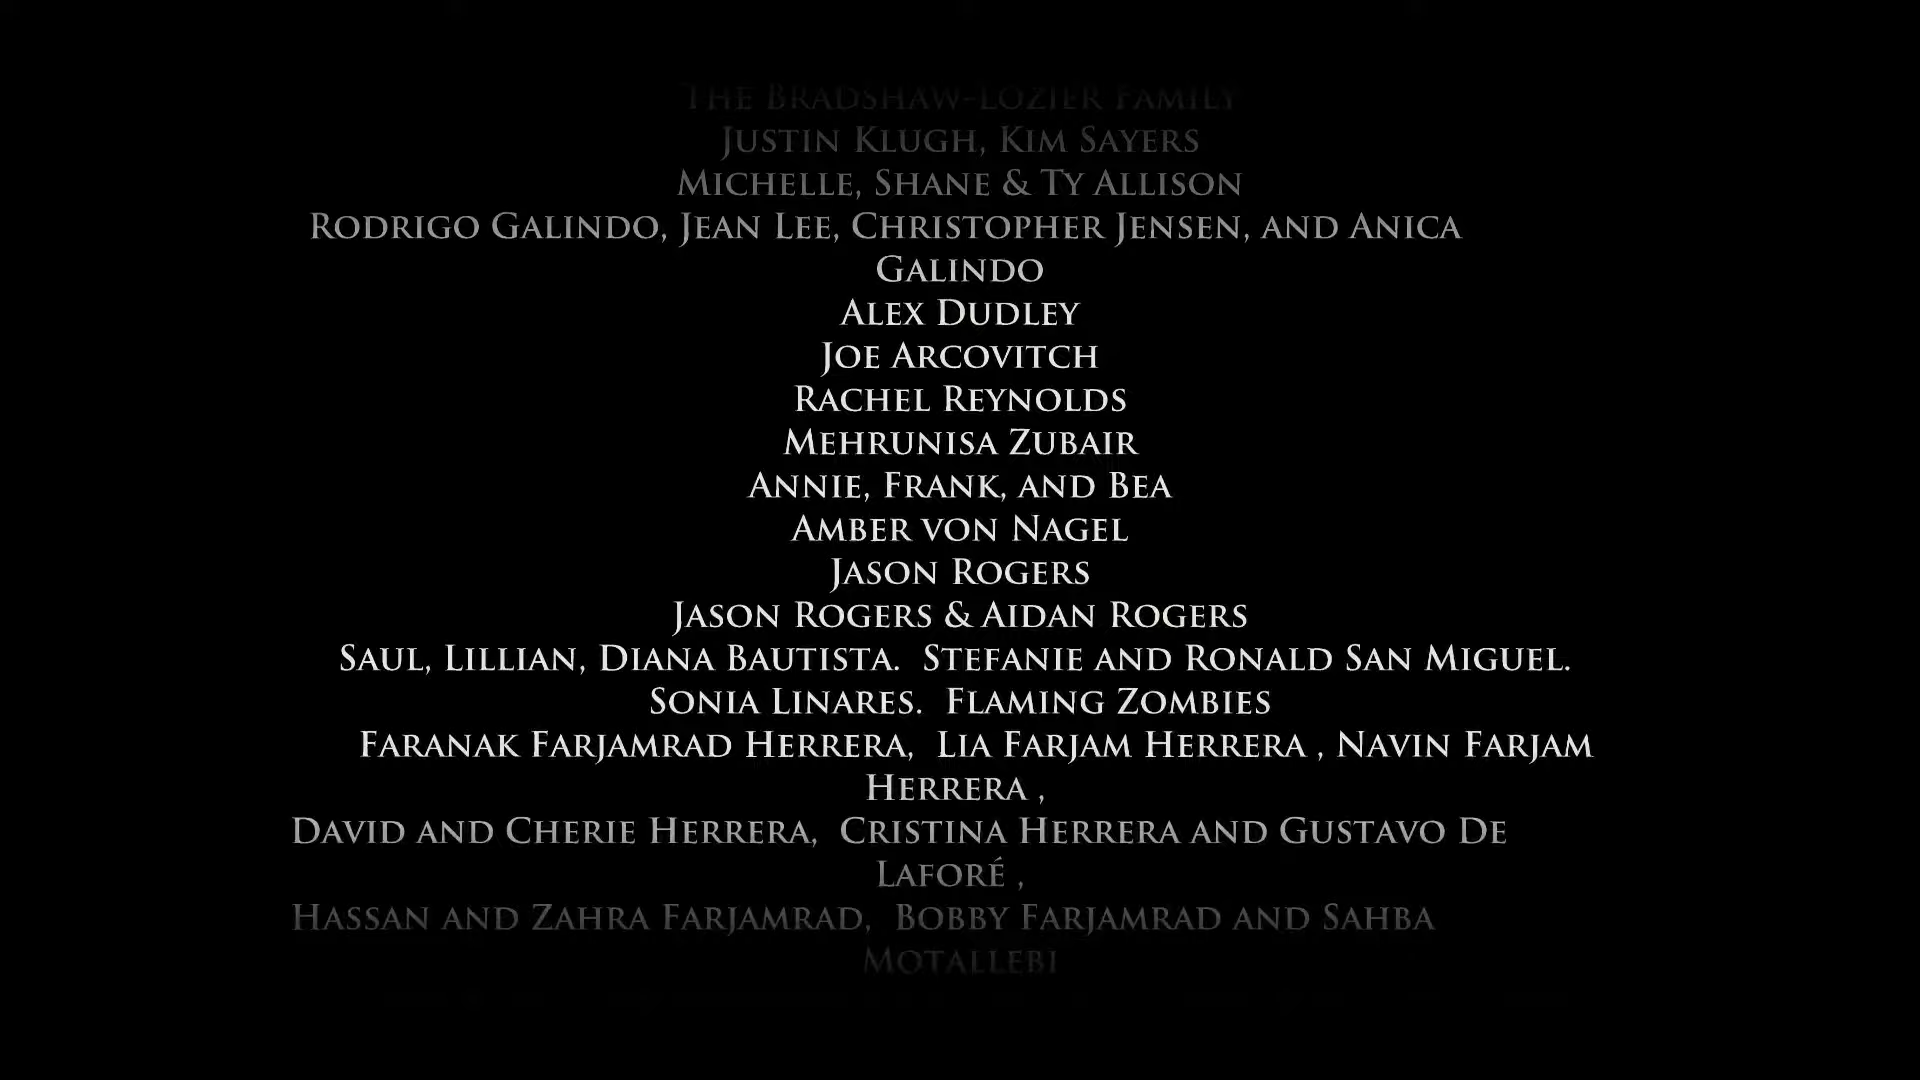 The Bradshaw-Lozier Family
Justin Klugh, Kim Sayers
Michelle, Shane & Ty Allison
Rodrigo Galindo, Jean Lee, Christopher Jensen, and Anica
Galindo
Alex Dudley
Joe Arcovitch
Rachel Reynolds
Mehrunisa Zubair
Annie, Frank, and Bea
Amber von Nagel
Jason Rogers
Jason Rogers & Aidan Rogers
Saul, Lillian, Diana Bautista.  Stefanie and Ronald San Miguel.
Sonia Linares.  Flaming Zombies
Faranak Farjamrad Herrera,  Lia Farjam Herrera , Navin Farjam
Herrera ,
David and Cherie Herrera,  Cristina Herrera and Gustavo De
Laforé ,
Hassan and Zahra Farjamrad,  Bobby Farjamrad and Sahba
Motallebi